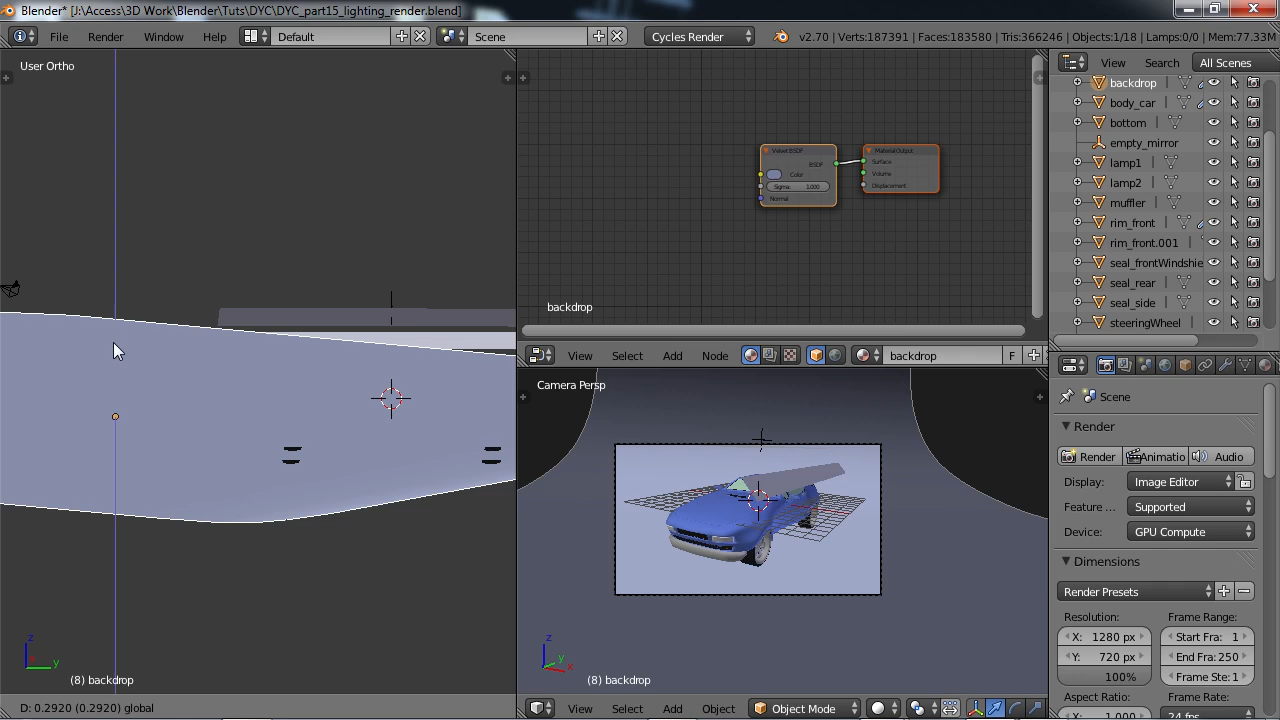 Blender* [J:\Access\3D Work\Blender\Tuts\DYC\DYC_part15_lighting_render.blend]
File Render Window Help Default Scene Cycles Render v2.70 | Verts:187391 | Faces:183580 | Tris:366246 | Objects:1/18 | Lamps:0/0 | Mem:77.33M
User Ortho
D: 0.2920 (0.2920) global
(8) backdrop
z
y
Velvet BSDF
BSDF
Color
Sigma: 1.000
Normal
Material Output
Surface
Volume
Displacement
backdrop
View Select Add Node backdrop F
Camera Persp
z
y
x
(8) backdrop
View Select Add Object Object Mode
View Search All Scenes
backdrop
body_car
bottom
empty_mirror
lamp1
lamp2
muffler
rim_front
rim_front.001
seal_frontWindshie
seal_rear
seal_side
steeringWheel
Scene
Render
Render Animatio Audio
Display: Image Editor
Feature ... Supported
Device: GPU Compute
Dimensions
Render Presets
Resolution: Frame Range:
X: 1280 px Start Fra: 1
Y: 720 px End Fra: 250
100% Frame Ste: 1
Aspect Ratio: Frame Rate:
X: 1.000 24 fps